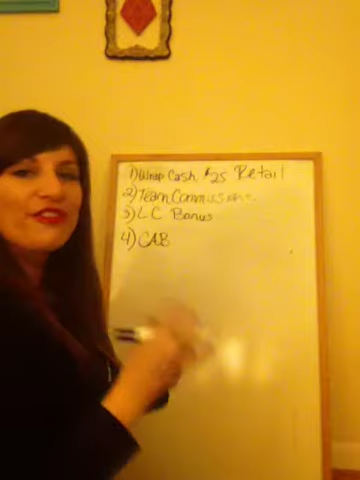 1) Wrap Cash $25 Retail
2) Team Commissions
3) LC Bonus
4) CAB